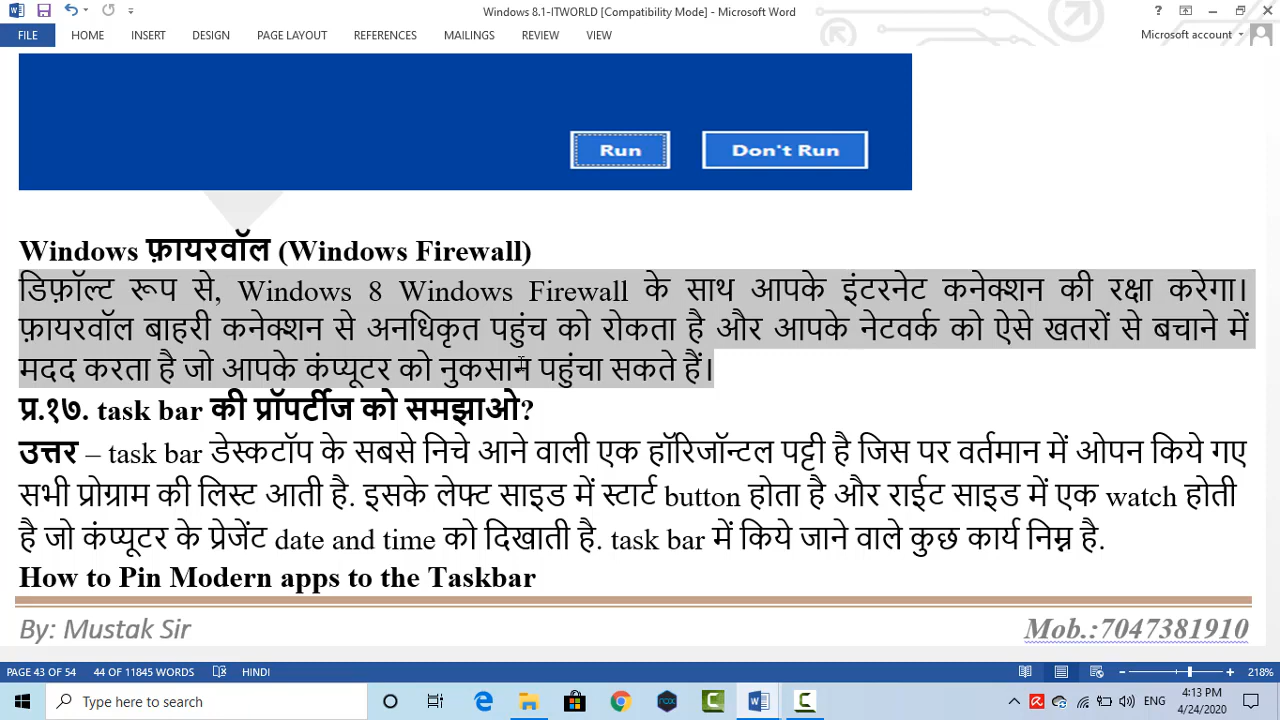 Windows 8.1-ITWORLD [Compatibility Mode] - Microsoft Word
?
FILE HOME INSERT DESIGN PAGE LAYOUT REFERENCES MAILINGS REVIEW VIEW Microsoft account
Run Don't Run
Windows फ़ायरवॉल (Windows Firewall)
डिफ़ॉल्ट रूप से, Windows 8 Windows Firewall के साथ आपके इंटरनेट कनेक्शन की रक्षा करेगा।
फ़ायरवॉल बाहरी कनेक्शन से अनधिकृत पहुंच को रोकता है और आपके नेटवर्क को ऐसे खतरों से बचाने में
मदद करता है जो आपके कंप्यूटर को नुकसान पहुंचा सकते हैं।
प्र.१७. task bar की प्रॉपर्टीज को समझाओ?
उत्तर – task bar डेस्कटॉप के सबसे निचे आने वाली एक हॉरिजॉन्टल पट्टी है जिस पर वर्तमान में ओपन किये गए
सभी प्रोग्राम की लिस्ट आती है. इसके लेफ्ट साइड में स्टार्ट button होता है और राईट साइड में एक watch होती
है जो कंप्यूटर के प्रेजेंट date and time को दिखाती है. task bar में किये जाने वाले कुछ कार्य निम्न है.
How to Pin Modern apps to the Taskbar
By: Mustak Sir Mob.:7047381910
PAGE 43 OF 54 44 OF 11845 WORDS HINDI 218%
Type here to search ENG 4:13 PM
4/24/2020